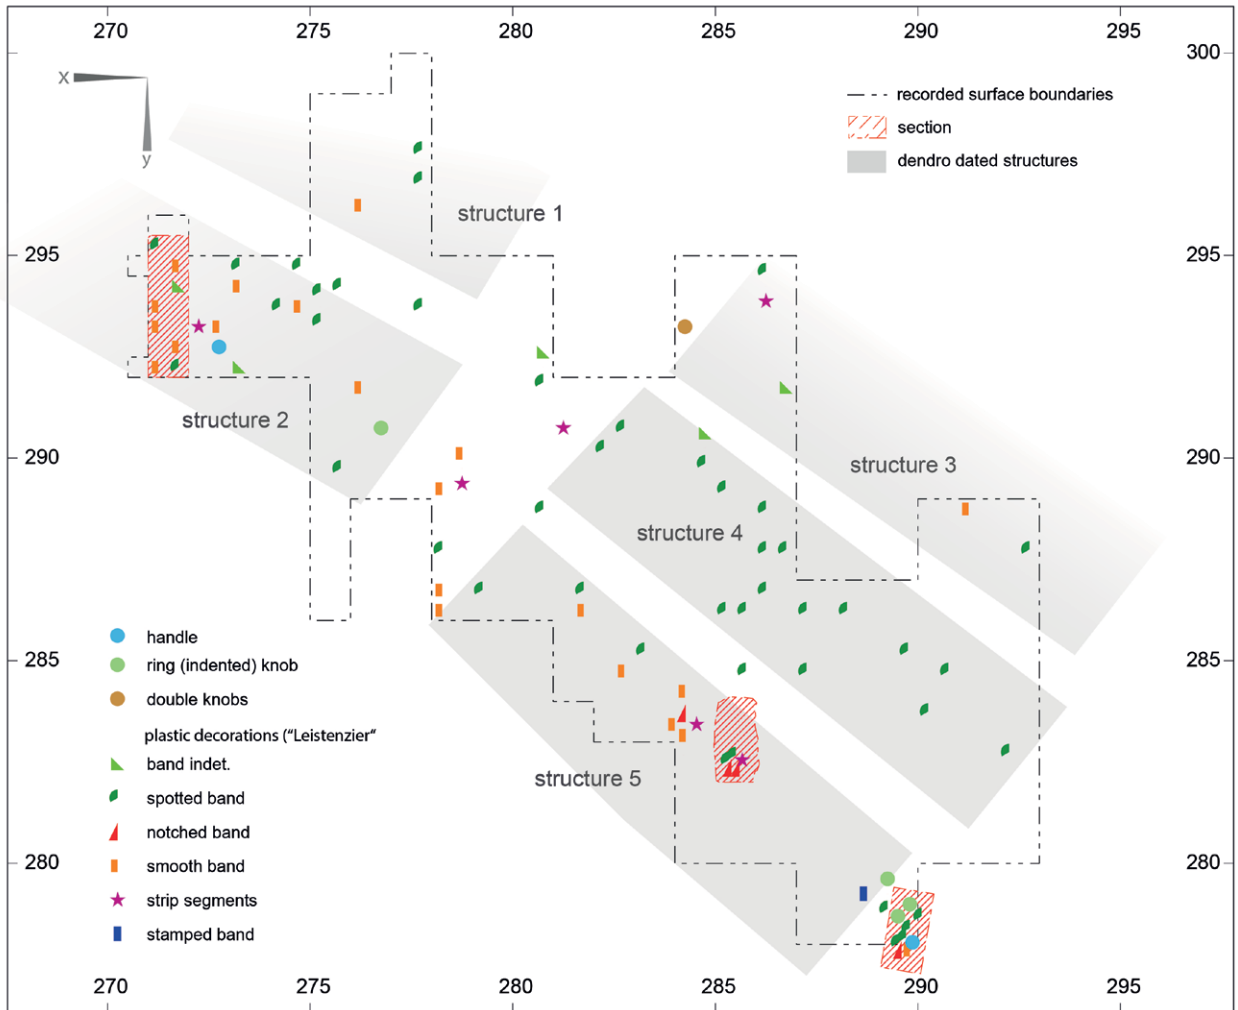 270 275 280 285 290 295
300 300
x
y
recorded surface boundaries
section
dendro dated structures
structure 1
295 295
structure 2
290 290
structure 3
structure 4
handle
ring (indented) knob
285 285
double knobs
plastic decorations ("Leistenzier"
band indet.
structure 5
spotted band
notched band
smooth band
280 280
strip segments
stamped band
270 275 280 285 290 295